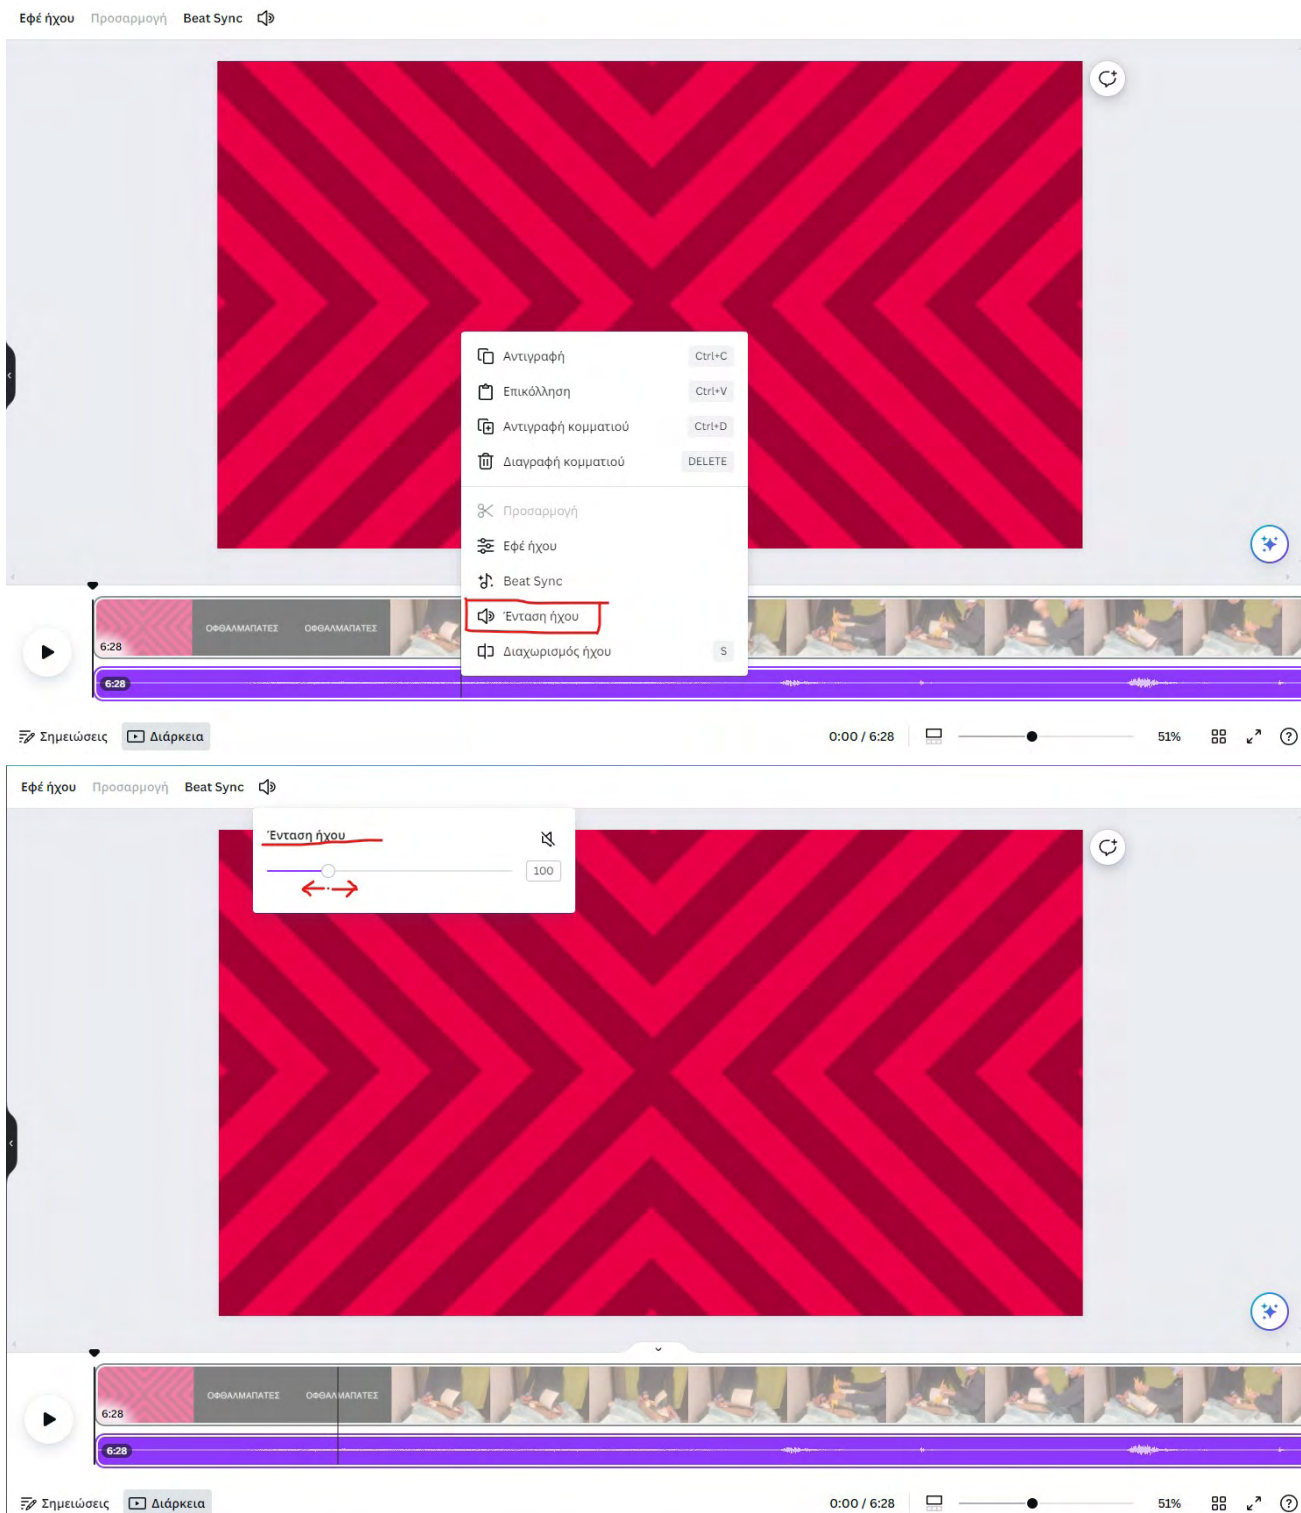 Εφέ ήχου Προσαρμογή Beat Sync
Αντιγραφή Ctrl+C
Επικόλληση Ctrl+V
Αντιγραφή κομματιού Ctrl+D
Διαγραφή κομματιού DELETE
Προσαρμογή
Εφέ ήχου
Beat Sync
Ένταση ήχου
Διαχωρισμός ήχου S
ΟΦΘΑΛΜΑΠΑΤΕΣ ΟΦΘΑΛΜΑΠΑΤΕΣ
6:28
6:28
Σημειώσεις Διάρκεια 0:00 / 6:28 51%
Εφέ ήχου Προσαρμογή Beat Sync
Ένταση ήχου
100
ΟΦΘΑΛΜΑΠΑΤΕΣ ΟΦΘΑΛΜΑΠΑΤΕΣ
6:28
6:28
Σημειώσεις Διάρκεια 0:00 / 6:28 51%